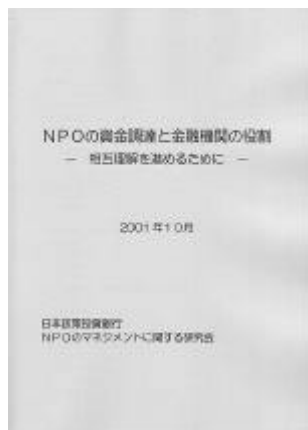 NPOの資金調達と金融機関の役割
― 相互理解を進めるために ―
2001年10月
日本政策投資銀行
NPOのマネジメントに関する研究会